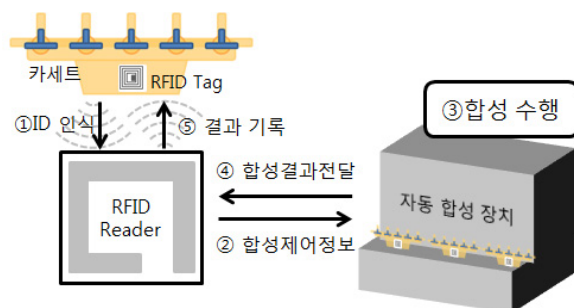 카세트
RFID Tag
①ID 인식
⑤ 결과 기록
③합성 수행
④ 합성결과전달
RFID
Reader
자동 합성 장치
② 합성제어정보